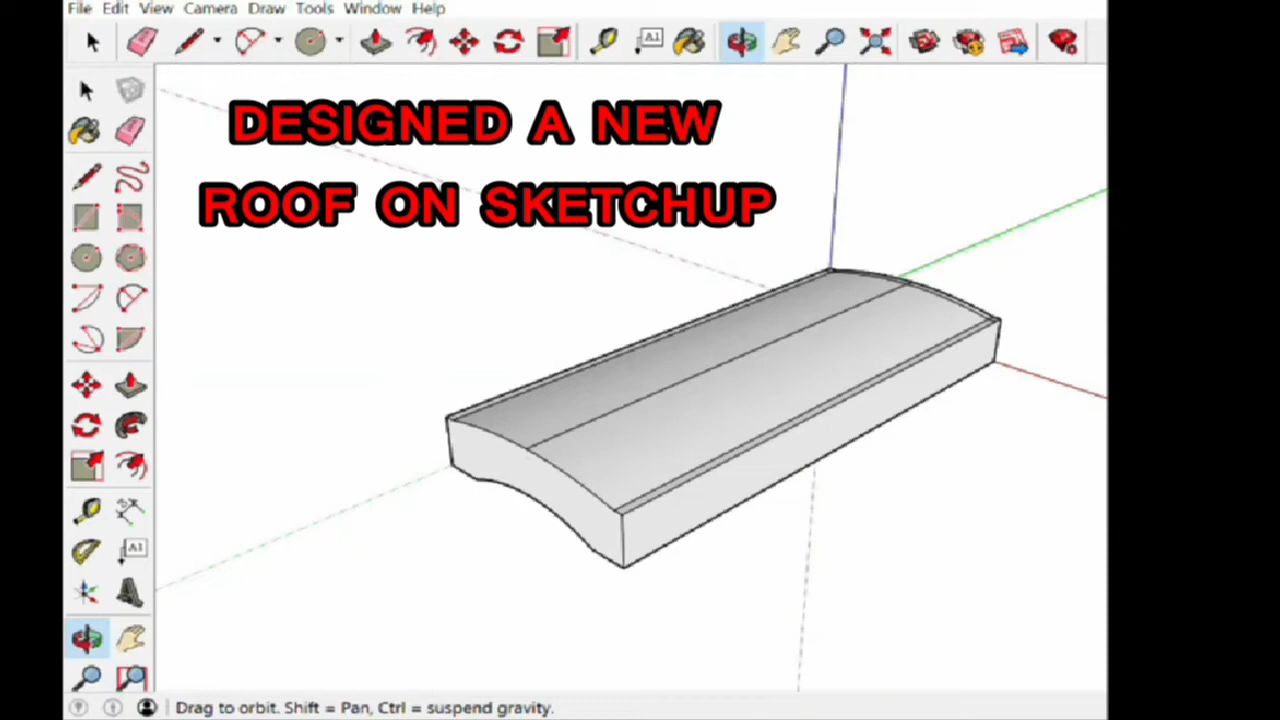 File Edit View Camera Draw Tools Window Help
A1
DESIGNED A NEW
ROOF ON SKETCHUP
A1
Drag to orbit. Shift = Pan, Ctrl = suspend gravity.